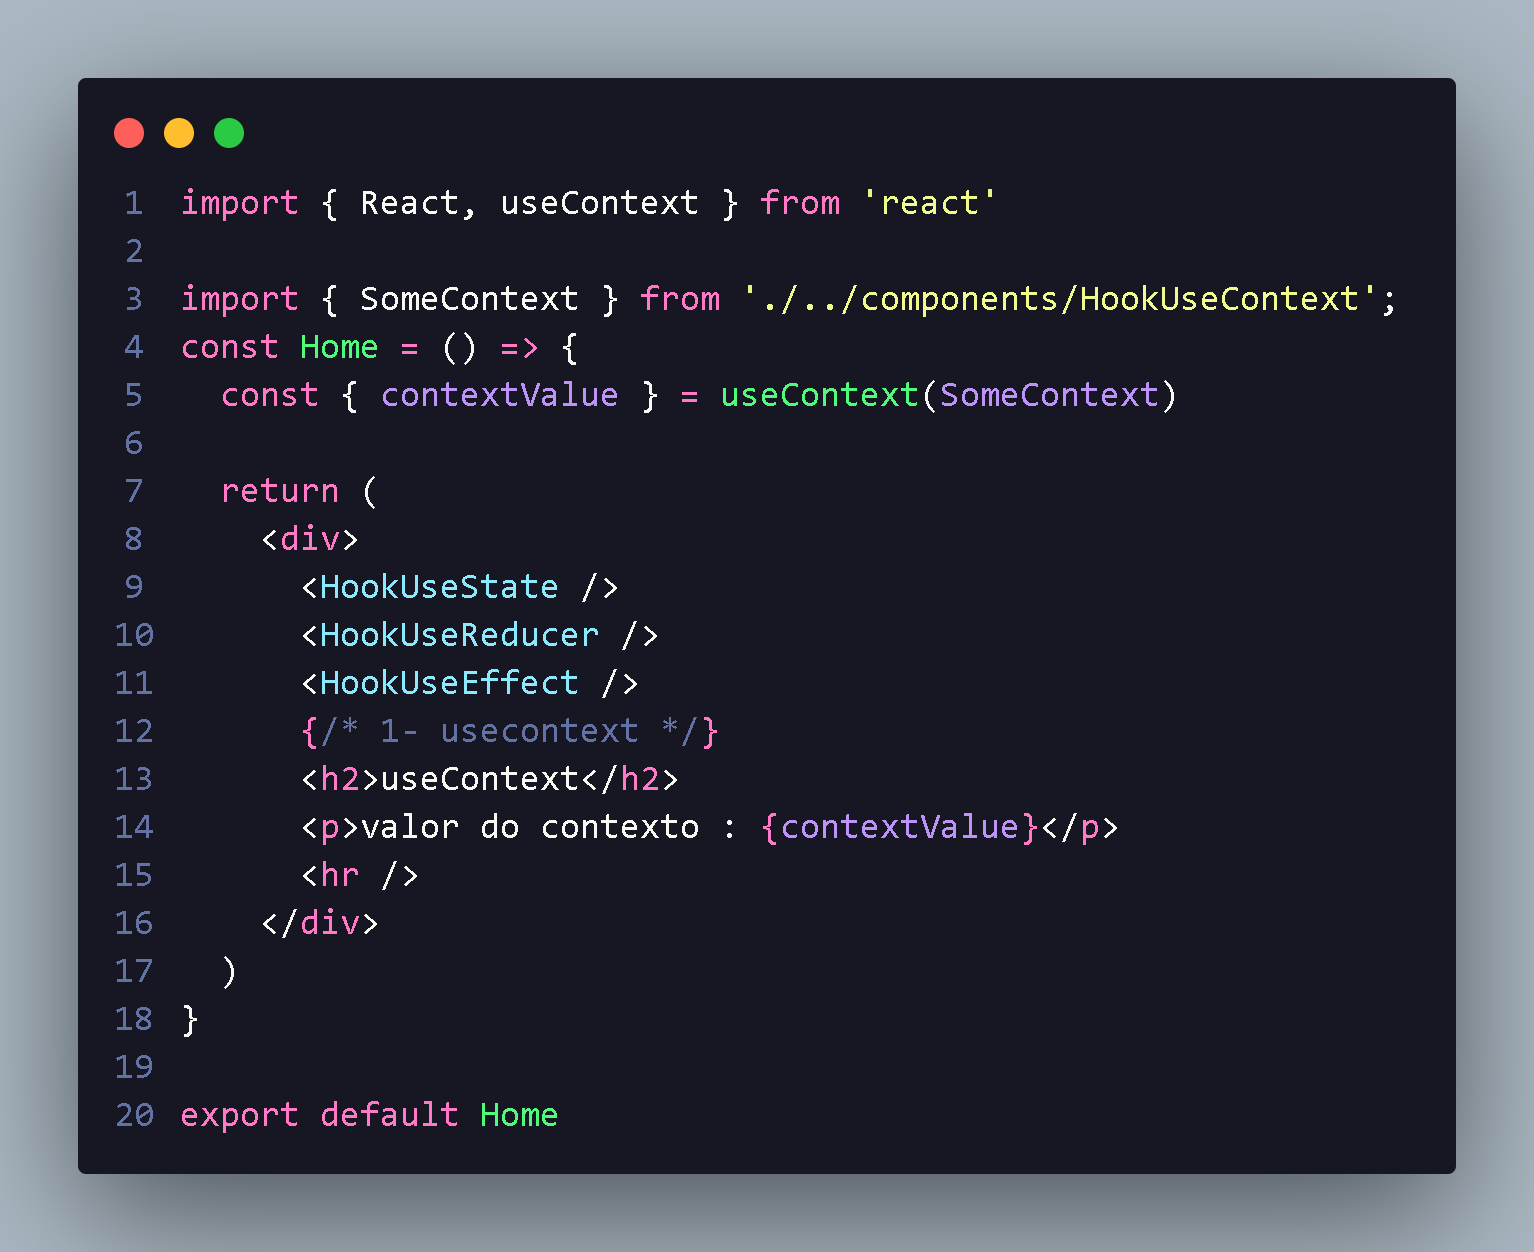 1 import { React, useContext } from 'react'
2
3 import { SomeContext } from './../components/HookUseContext';
4 const Home = () => {
5   const { contextValue } = useContext(SomeContext)
6
7   return (
8     <div>
9       <HookUseState />
10       <HookUseReducer />
11       <HookUseEffect />
12       {/* 1- usecontext */}
13       <h2>useContext</h2>
14       <p>valor do contexto : {contextValue}</p>
15       <hr />
16     </div>
17   )
18 }
19
20 export default Home